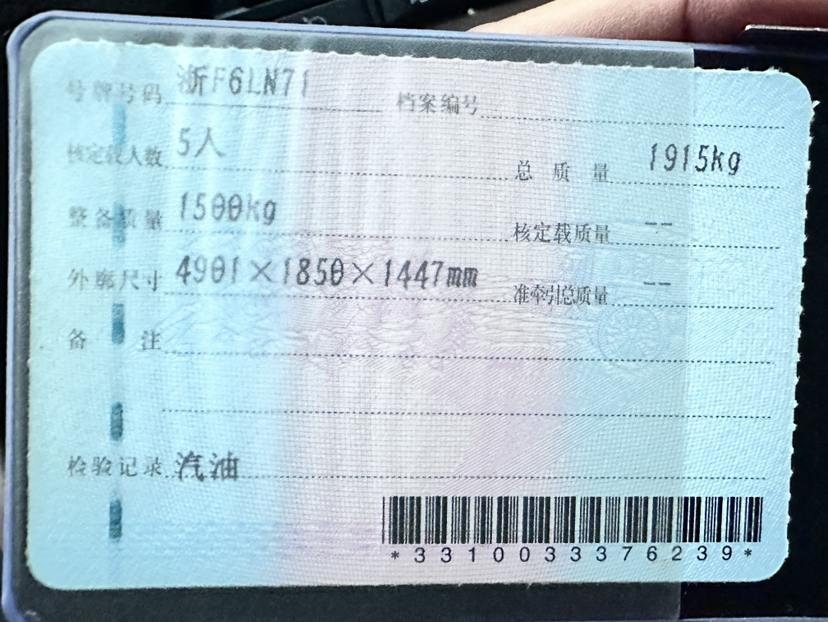 号牌号码 浙F6LN71 档案编号
核定载人数 5人 总质量 1915kg
整备质量 1500kg 核定载质量 --
外廓尺寸 4901×1850×1447mm 准牵引总质量 --
备注
检验记录 汽油
*3310033376239*